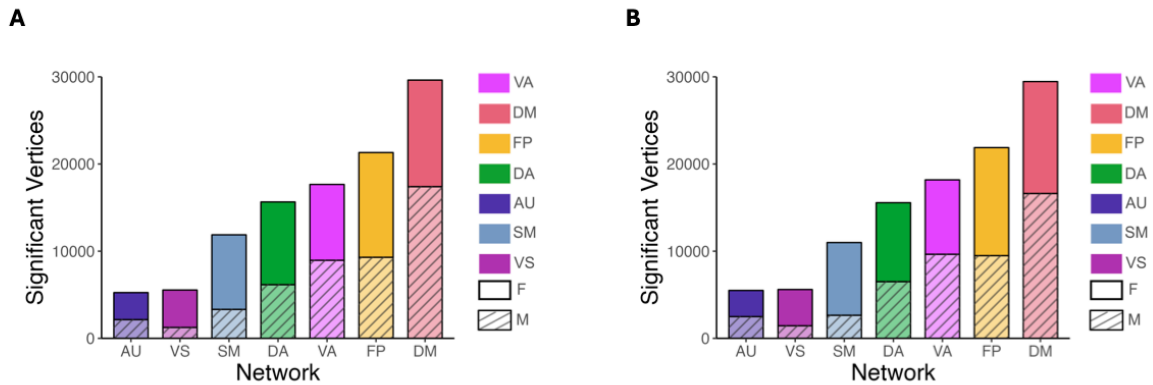 A
Significant Vertices
30000
20000
10000
0
AU VS SM DA VA FP DM
Network
VA
DM
FP
DA
AU
SM
VS
F
M
B
Significant Vertices
30000
20000
10000
0
AU VS SM DA VA FP DM
Network
VA
DM
FP
DA
AU
SM
VS
F
M